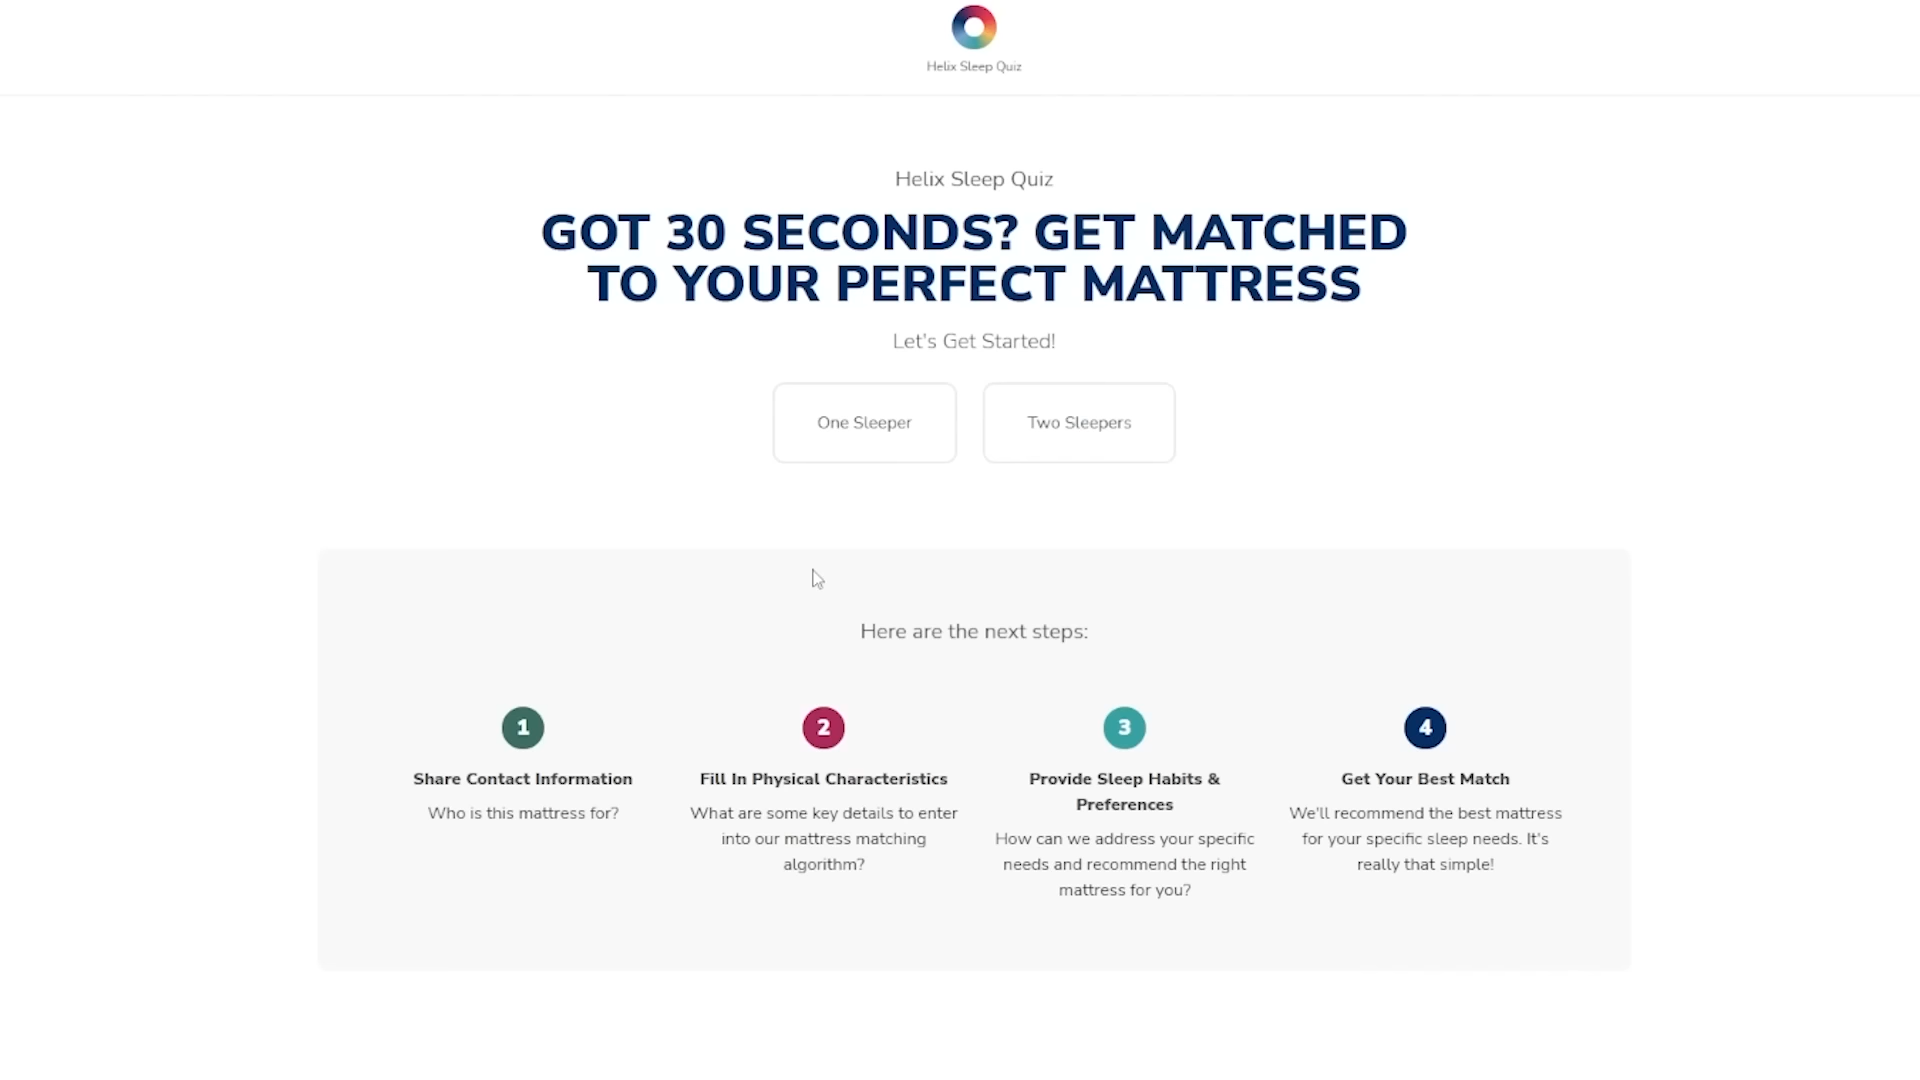 Helix Sleep Quiz
Helix Sleep Quiz
GOT 30 SECONDS? GET MATCHED
TO YOUR PERFECT MATTRESS
Let's Get Started!
One Sleeper
Two Sleepers
Here are the next steps:
1
Share Contact Information
Who is this mattress for?
2
Fill In Physical Characteristics
What are some key details to enter
into our mattress matching
algorithm?
3
Provide Sleep Habits &
Preferences
How can we address your specific
needs and recommend the right
mattress for you?
4
Get Your Best Match
We'll recommend the best mattress
for your specific sleep needs. It's
really that simple!